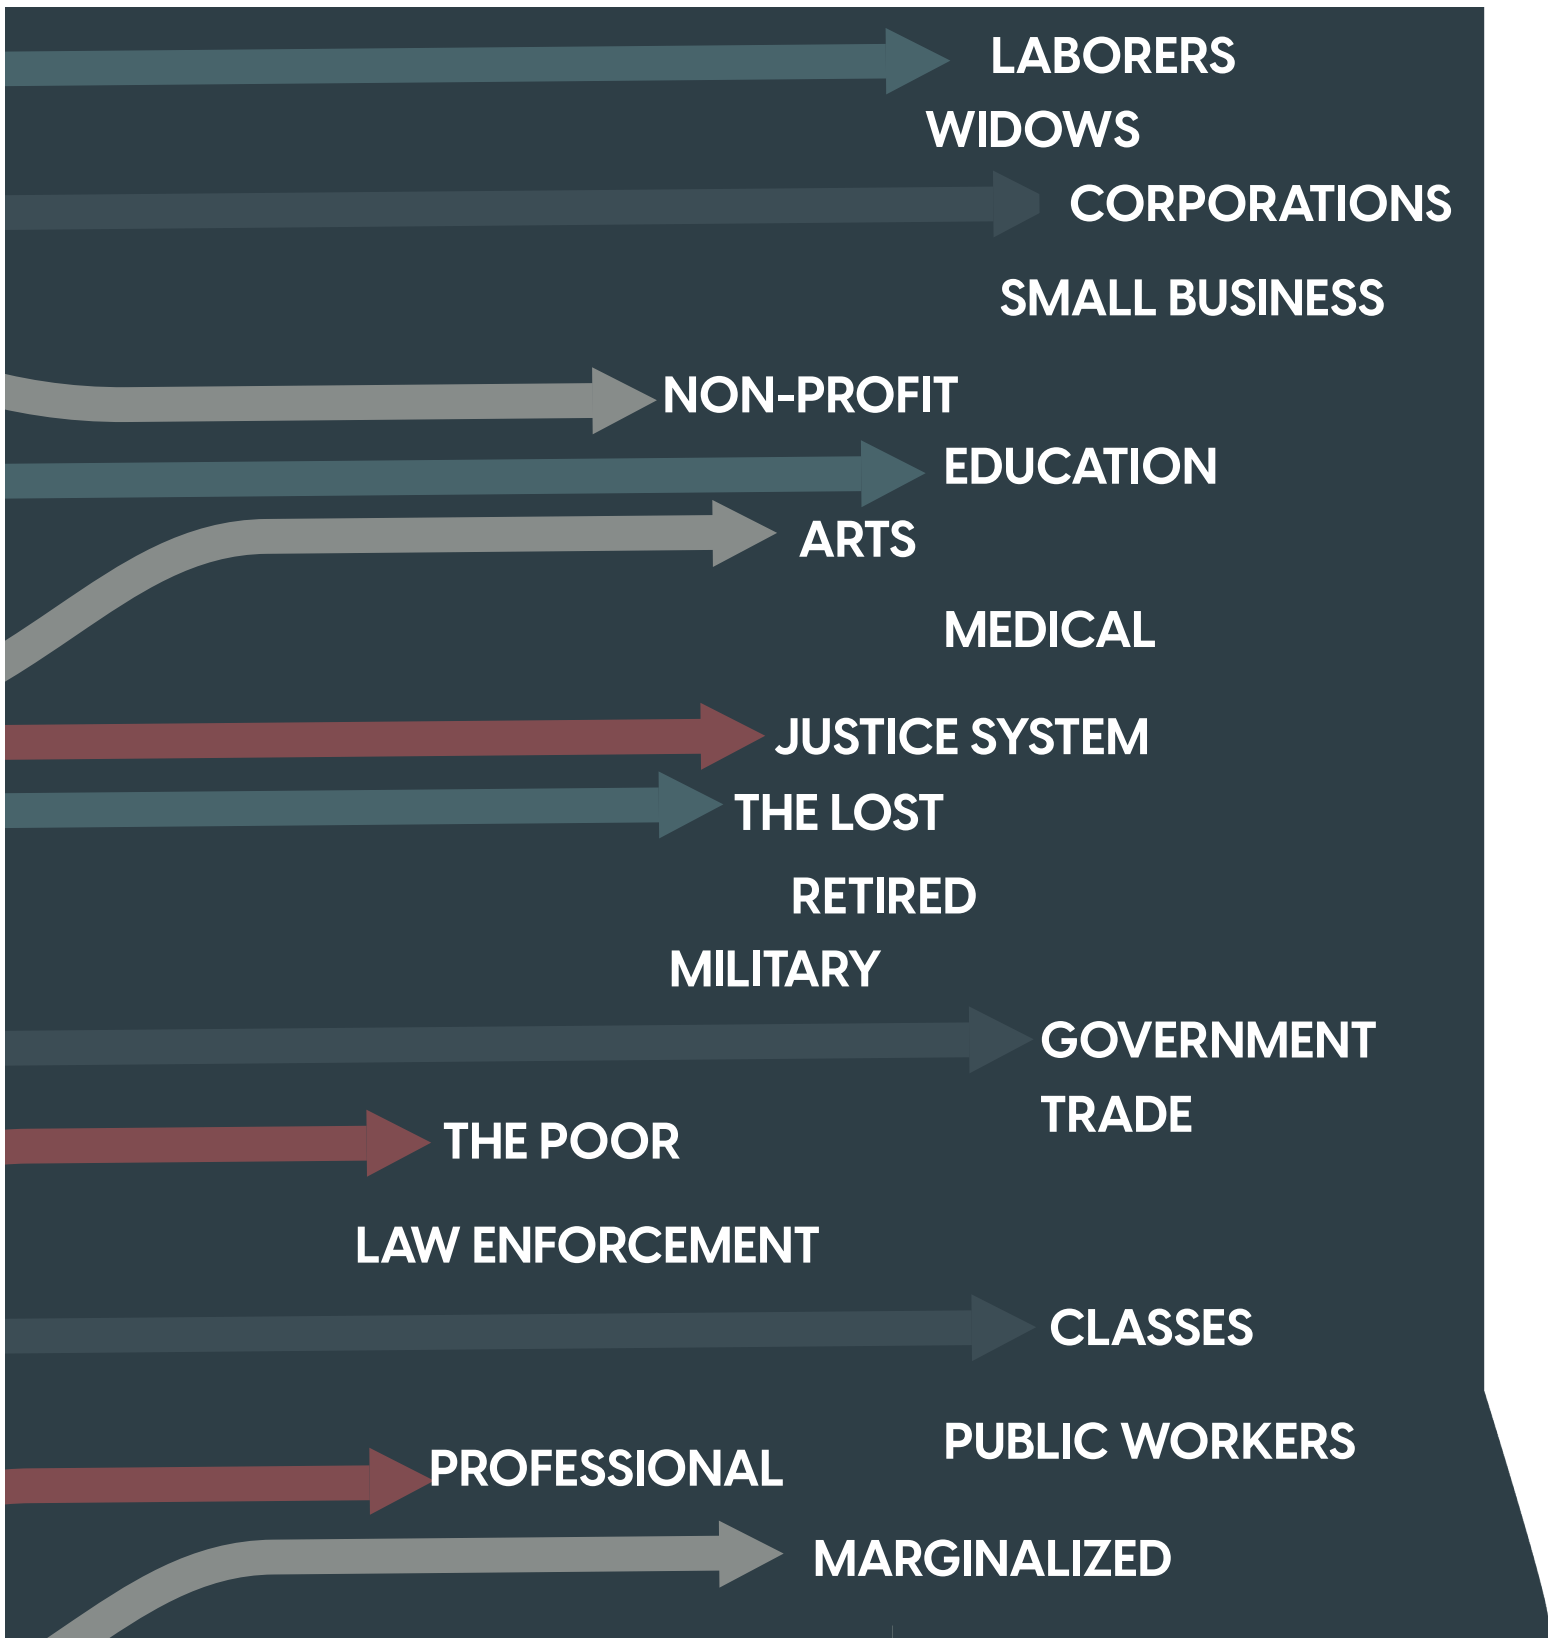 LABORERS
WIDOWS
CORPORATIONS
SMALL BUSINESS
NON-PROFIT
EDUCATION
ARTS
MEDICAL
JUSTICE SYSTEM
THE LOST
RETIRED
MILITARY
GOVERNMENT
TRADE
THE POOR
LAW ENFORCEMENT
CLASSES
PUBLIC WORKERS
PROFESSIONAL
MARGINALIZED